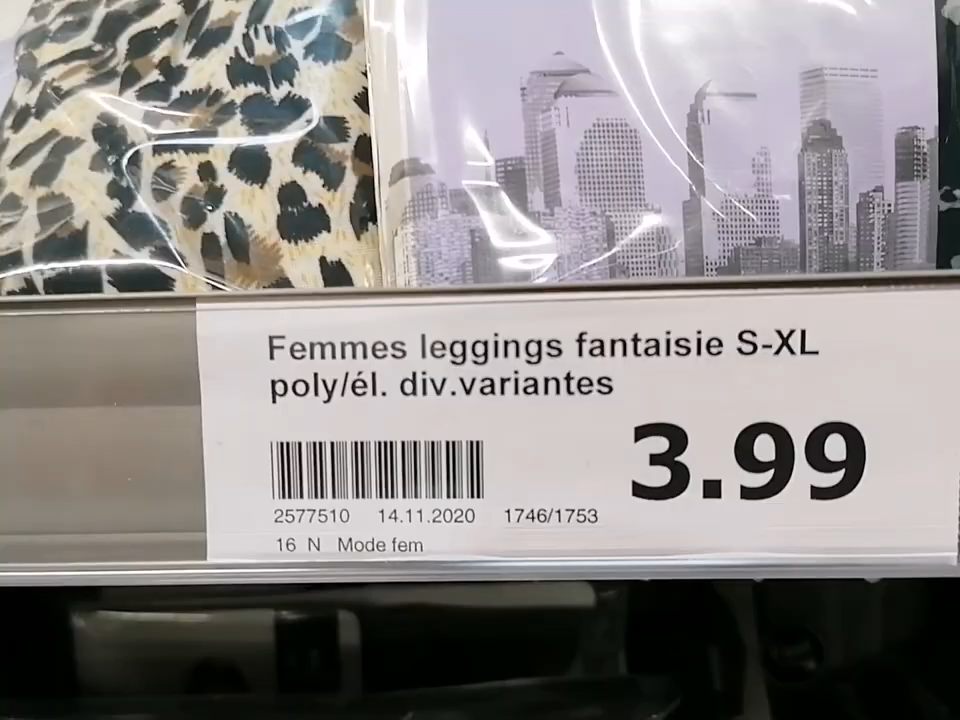 Femmes leggings fantaisie S-XL
poly/él. div.variantes
3.99
2577510 14.11.2020 1746/1753
16 N Mode fem